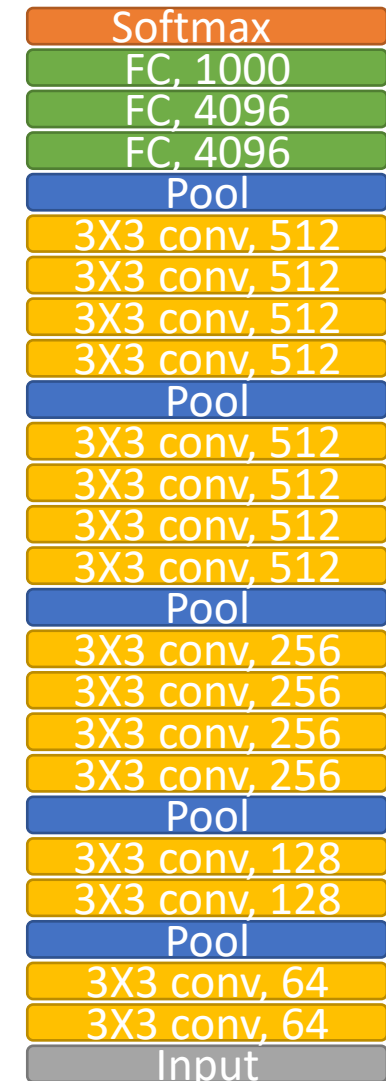 Softmax
FC, 1000
FC, 4096
FC, 4096
Pool
3X3 conv, 512
3X3 conv, 512
3X3 conv, 512
3X3 conv, 512
Pool
3X3 conv, 512
3X3 conv, 512
3X3 conv, 512
3X3 conv, 512
Pool
3X3 conv, 256
3X3 conv, 256
3X3 conv, 256
3X3 conv, 256
Pool
3X3 conv, 128
3X3 conv, 128
Pool
3X3 conv, 64
3X3 conv, 64
Input